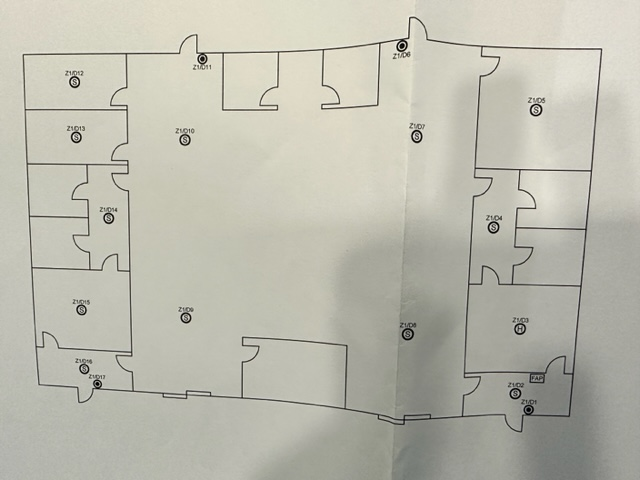 Z1/D6
Z1/D11
Z1/D12
S
Z1/D5
S
Z1/D13
S
Z1/D10
S
Z1/D7
S
Z1/D14
S
Z1/D4
S
Z1/D15
S
Z1/D9
S
Z1/D8
S
Z1/D3
H
Z1/D16
S
Z1/D17
FAP
Z1/D2
S
Z1/D1